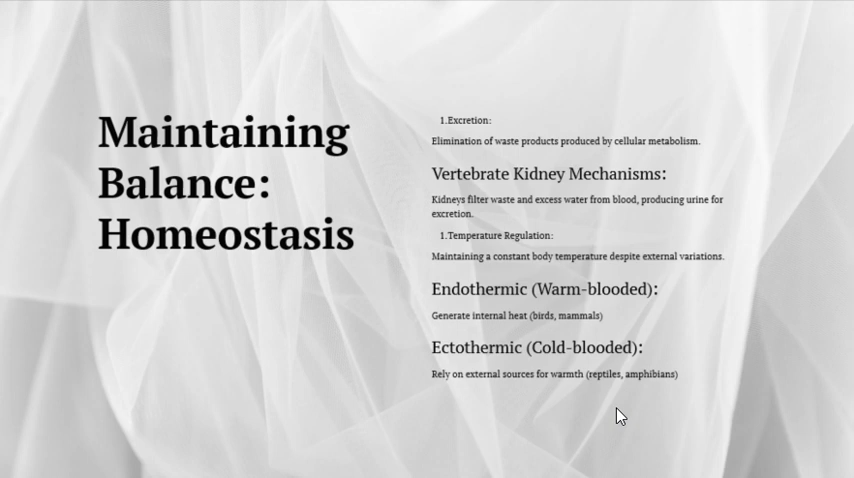 Maintaining
Balance:
Homeostasis
1.Excretion:
Elimination of waste products produced by cellular metabolism.
Vertebrate Kidney Mechanisms:
Kidneys filter waste and excess water from blood, producing urine for
excretion.
1.Temperature Regulation:
Maintaining a constant body temperature despite external variations.
Endothermic (Warm-blooded):
Generate internal heat (birds, mammals)
Ectothermic (Cold-blooded):
Rely on external sources for warmth (reptiles, amphibians)